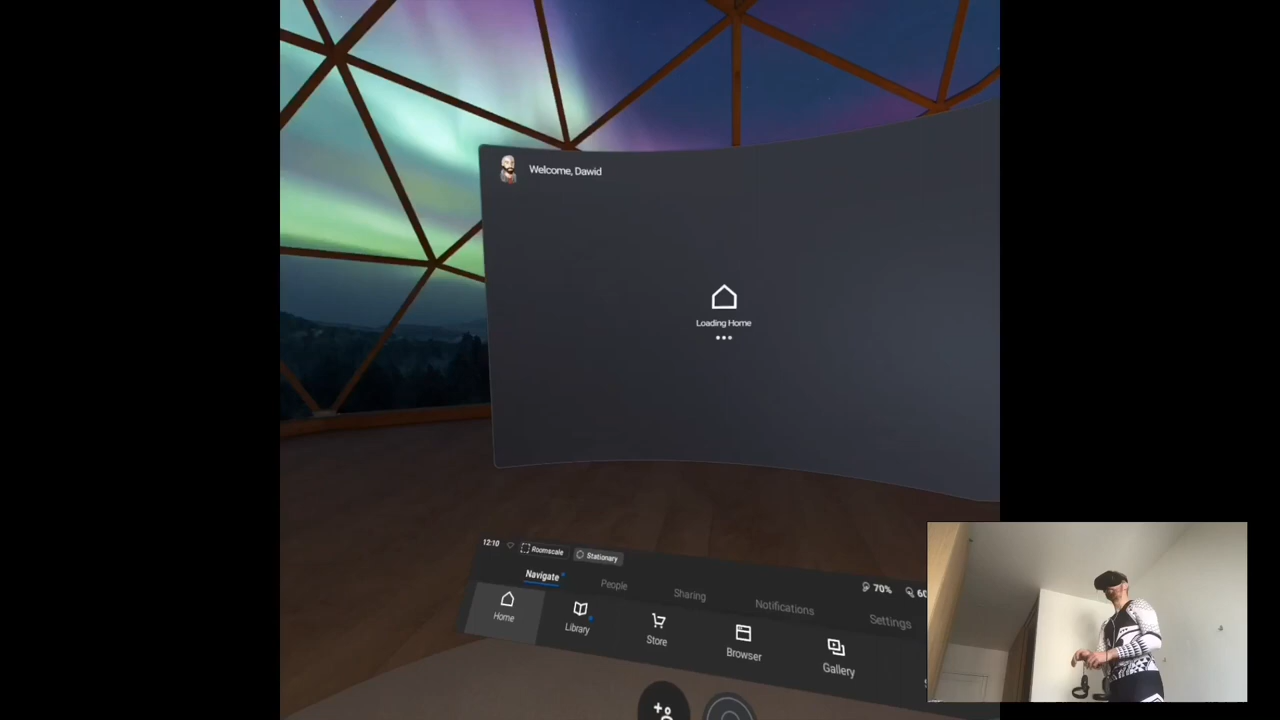 Welcome, Dawid
Loading Home
12:10 Roomscale Stationary
70% 60
Navigate People Sharing Notifications Settings
Home Library Store Browser Gallery